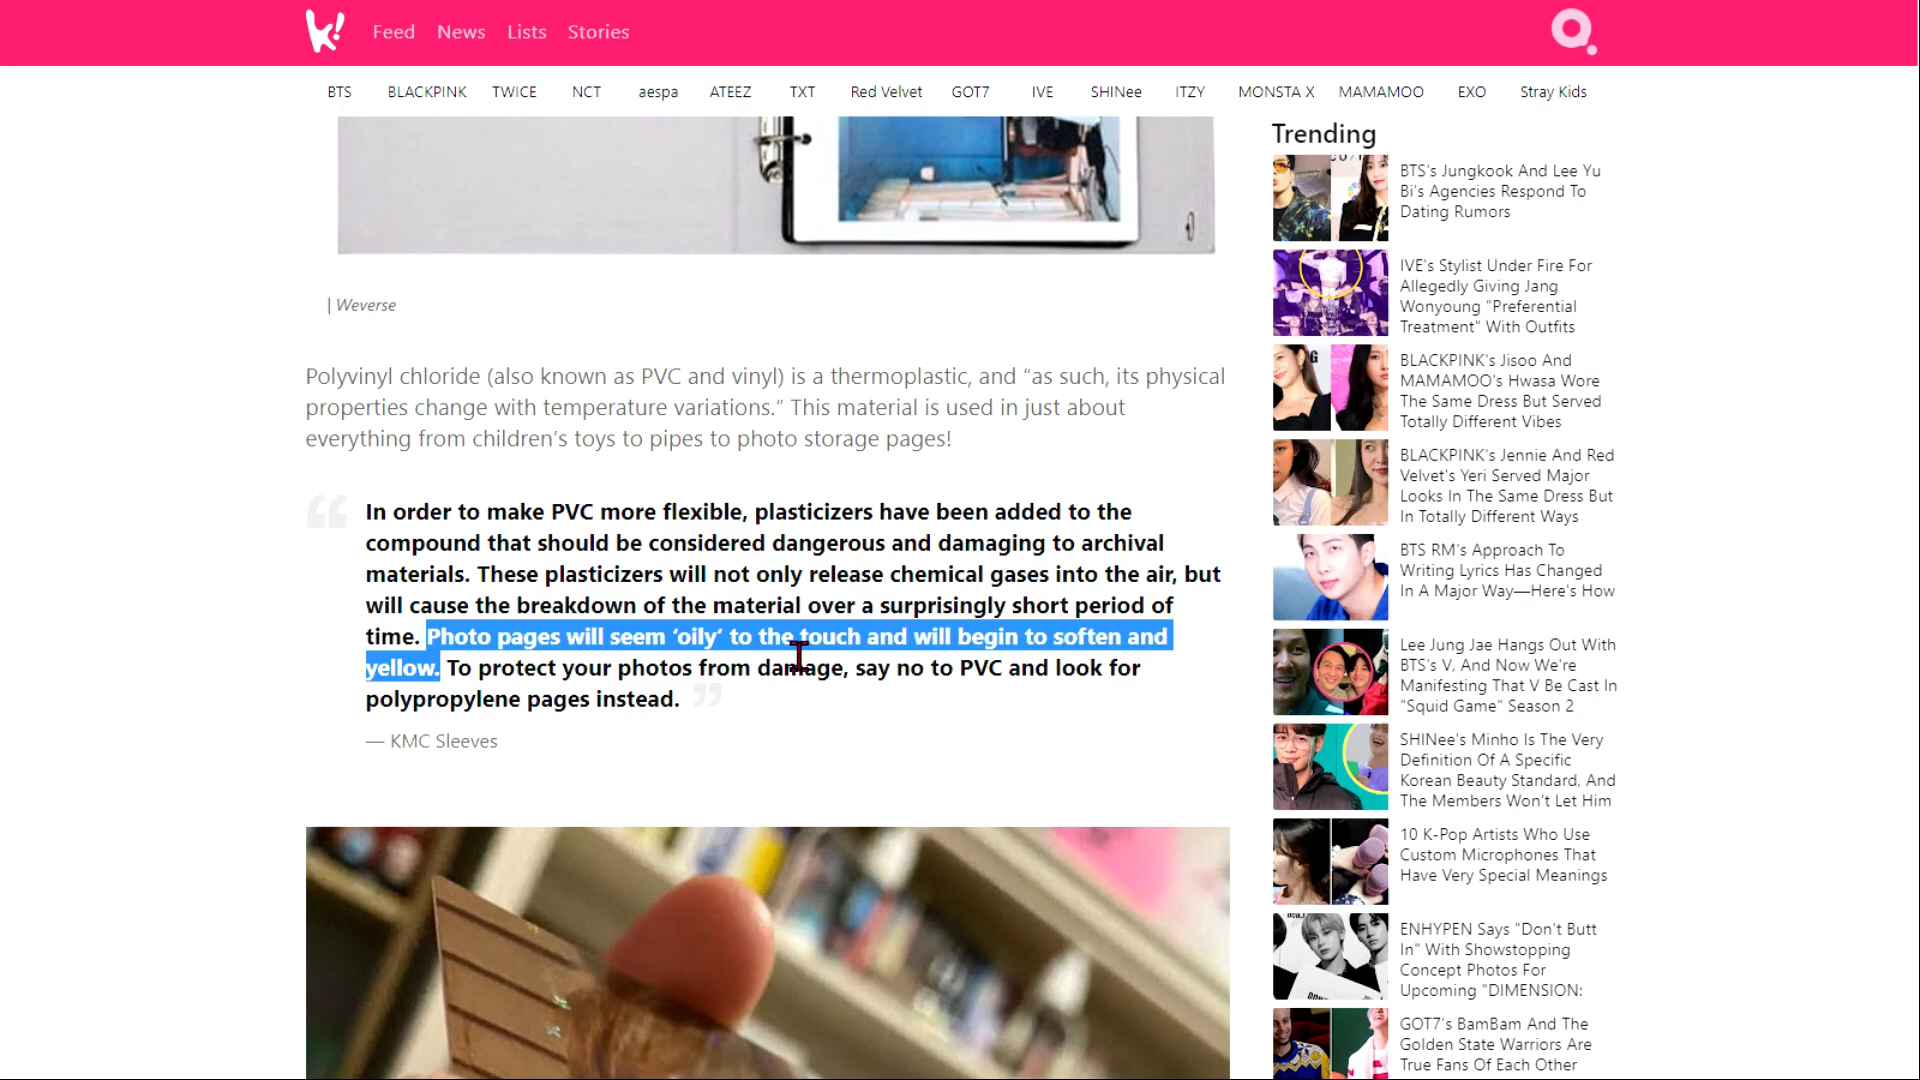 k!
Feed News Lists Stories
BTS BLACKPINK TWICE NCT aespa ATEEZ TXT Red Velvet GOT7 IVE SHINee ITZY MONSTA X MAMAMOO EXO Stray Kids
| Weverse
Polyvinyl chloride (also known as PVC and vinyl) is a thermoplastic, and “as such, its physical
properties change with temperature variations.” This material is used in just about
everything from children’s toys to pipes to photo storage pages!
In order to make PVC more flexible, plasticizers have been added to the
compound that should be considered dangerous and damaging to archival
materials. These plasticizers will not only release chemical gases into the air, but
will cause the breakdown of the material over a surprisingly short period of
time. Photo pages will seem ‘oily’ to the touch and will begin to soften and
yellow. To protect your photos from damage, say no to PVC and look for
polypropylene pages instead.
— KMC Sleeves
Trending
BTS's Jungkook And Lee Yu
Bi's Agencies Respond To
Dating Rumors
IVE's Stylist Under Fire For
Allegedly Giving Jang
Wonyoung "Preferential
Treatment" With Outfits
BLACKPINK's Jisoo And
MAMAMOO's Hwasa Wore
The Same Dress But Served
Totally Different Vibes
BLACKPINK's Jennie And Red
Velvet's Yeri Served Major
Looks In The Same Dress But
In Totally Different Ways
BTS RM's Approach To
Writing Lyrics Has Changed
In A Major Way—Here's How
Lee Jung Jae Hangs Out With
BTS's V, And Now We're
Manifesting That V Be Cast In
"Squid Game" Season 2
SHINee's Minho Is The Very
Definition Of A Specific
Korean Beauty Standard, And
The Members Won't Let Him
10 K-Pop Artists Who Use
Custom Microphones That
Have Very Special Meanings
ENHYPEN Says "Don't Butt
In" With Showstopping
Concept Photos For
Upcoming "DIMENSION:
GOT7's BamBam And The
Golden State Warriors Are
True Fans Of Each Other